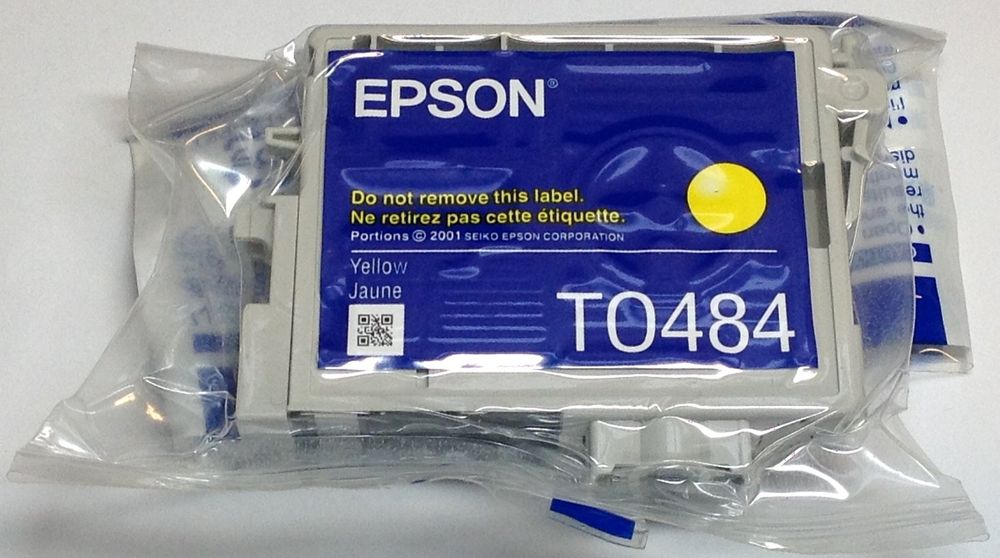 EPSON®
Do not remove this label.
Ne retirez pas cette étiquette.
Portions © 2001 SEIKO EPSON CORPORATION
Yellow
Jaune
T0484